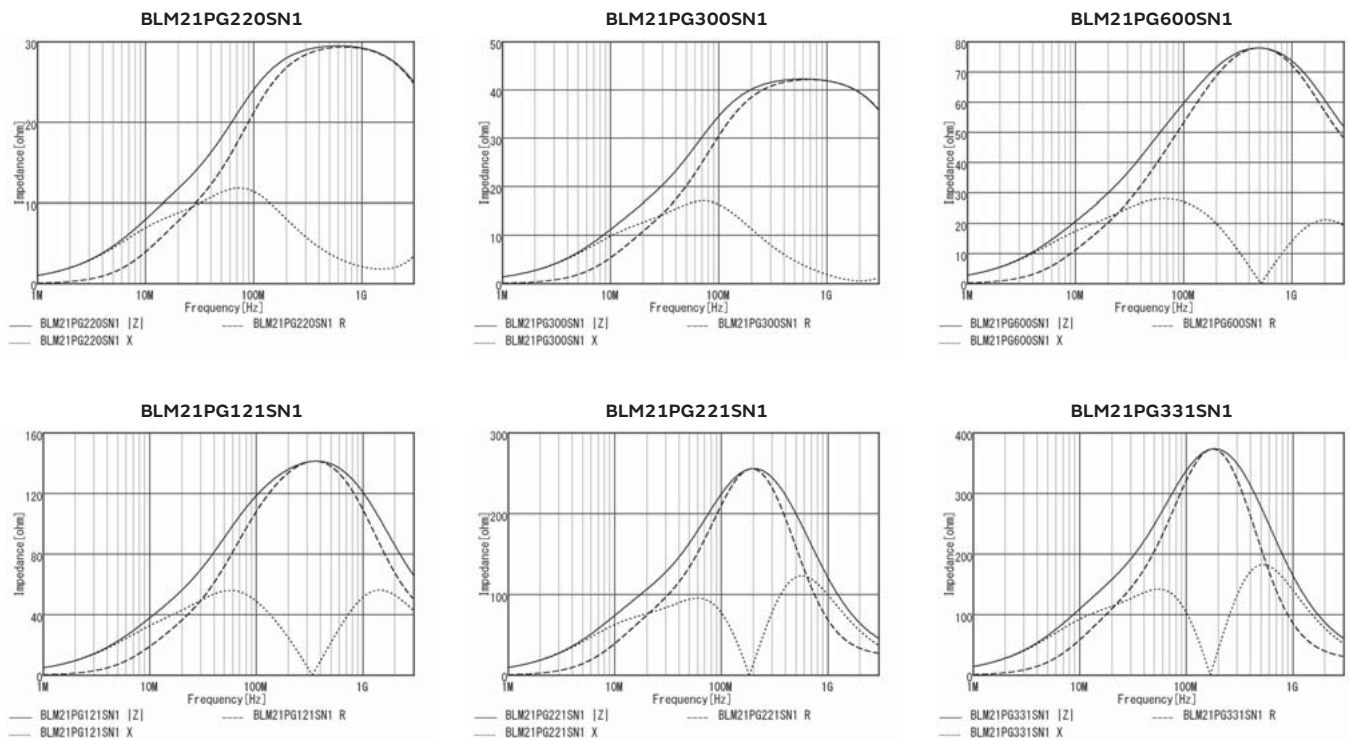 BLM21PG220SN1
30
20
10
0
Impedance[ohm]
1M 10M 100M 1G
Frequency[Hz]
BLM21PG220SN1 |Z| BLM21PG220SN1 R
BLM21PG220SN1 X
BLM21PG300SN1
50
40
30
20
10
0
Impedance[ohm]
1M 10M 100M 1G
Frequency[Hz]
BLM21PG300SN1 |Z| BLM21PG300SN1 R
BLM21PG300SN1 X
BLM21PG600SN1
80
70
60
50
40
30
20
10
0
Impedance[ohm]
1M 10M 100M 1G
Frequency[Hz]
BLM21PG600SN1 |Z| BLM21PG600SN1 R
BLM21PG600SN1 X
BLM21PG121SN1
160
120
80
40
0
Impedance[ohm]
1M 10M 100M 1G
Frequency[Hz]
BLM21PG121SN1 |Z| BLM21PG121SN1 R
BLM21PG121SN1 X
BLM21PG221SN1
300
200
100
0
Impedance[ohm]
1M 10M 100M 1G
Frequency[Hz]
BLM21PG221SN1 |Z| BLM21PG221SN1 R
BLM21PG221SN1 X
BLM21PG331SN1
400
300
200
100
0
Impedance[ohm]
1M 10M 100M 1G
Frequency[Hz]
BLM21PG331SN1 |Z| BLM21PG331SN1 R
BLM21PG331SN1 X